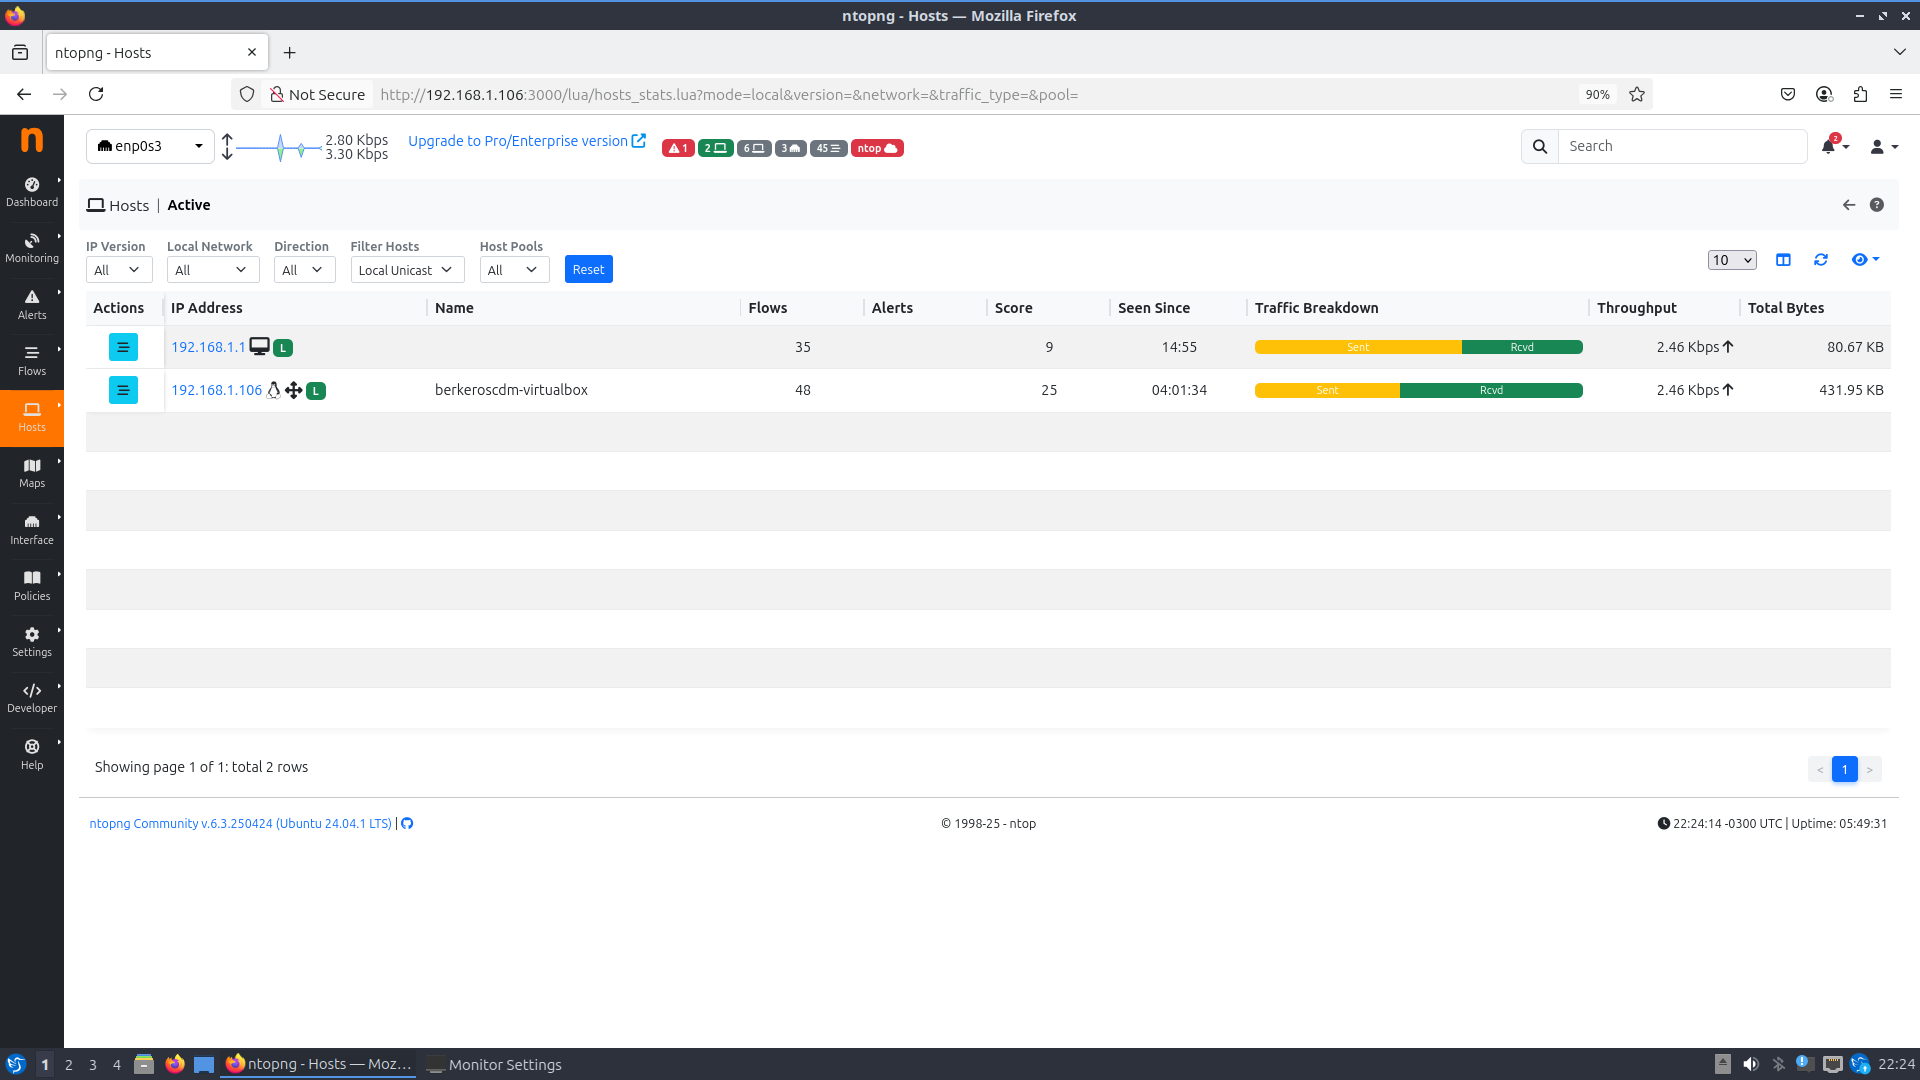 ntopng - Hosts — Mozilla Firefox
ntopng - Hosts
Not Secure
http://192.168.1.106:3000/lua/hosts_stats.lua?mode=local&version=&network=&traffic_type=&pool=
90%
n
enp0s3
2.80 Kbps
3.30 Kbps
Upgrade to Pro/Enterprise version
1
2
6
3
45
ntop
Search
2
Dashboard
Monitoring
Alerts
Flows
Hosts
Maps
Interface
Policies
Settings
Developer
Help
Hosts | Active
IP Version
Local Network
Direction
Filter Hosts
Host Pools
All
All
All
Local Unicast
All
Reset
10
Actions
IP Address
Name
Flows
Alerts
Score
Seen Since
Traffic Breakdown
Throughput
Total Bytes
192.168.1.1 L 35 9 14:55 Sent Rcvd 2.46 Kbps 80.67 KB
192.168.1.106 L berkeroscdm-virtualbox 48 25 04:01:34 Sent Rcvd 2.46 Kbps 431.95 KB
Showing page 1 of 1: total 2 rows
< 1 >
ntopng Community v.6.3.250424 (Ubuntu 24.04.1 LTS) |
© 1998-25 - ntop
22:24:14 -0300 UTC | Uptime: 05:49:31
1 2 3 4
ntopng - Hosts — Moz...
Monitor Settings
22:24